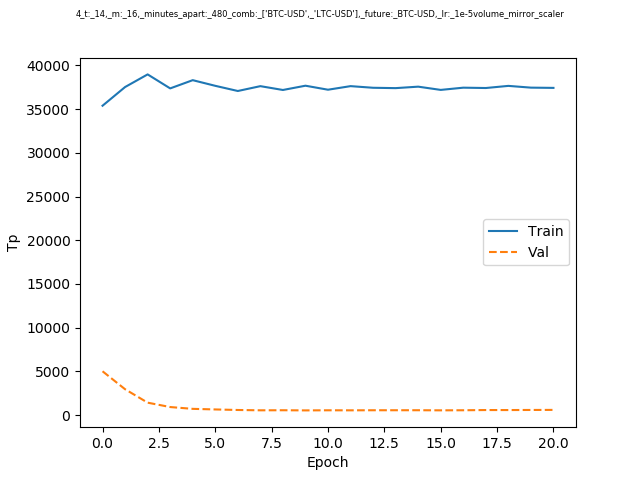 4_t:_14,_m:_16,_minutes_apart:_480_comb:_['BTC-USD',_'LTC-USD'],_future:_BTC-USD,_lr:_1e-5volume_mirror_scaler
40000
35000
30000
25000
20000
15000
10000
5000
0
Tp
Train
Val
0.0 2.5 5.0 7.5 10.0 12.5 15.0 17.5 20.0
Epoch